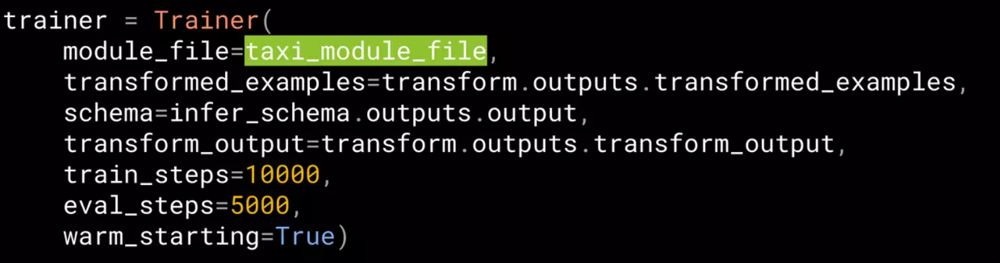 trainer = Trainer(
    module_file=taxi_module_file,
    transformed_examples=transform.outputs.transformed_examples,
    schema=infer_schema.outputs.output,
    transform_output=transform.outputs.transform_output,
    train_steps=10000,
    eval_steps=5000,
    warm_starting=True)